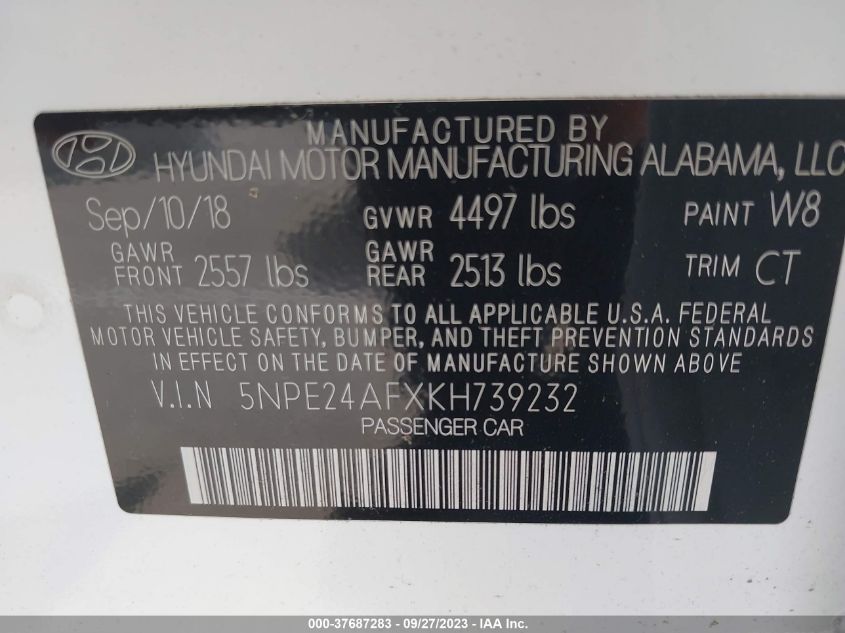 MANUFACTURED BY
HYUNDAI MOTOR MANUFACTURING ALABAMA, LLC
Sep/10/18 GVWR 4497 lbs PAINT W8
GAWR FRONT 2557 lbs GAWR REAR 2513 lbs TRIM CT
THIS VEHICLE CONFORMS TO ALL APPLICABLE U.S.A. FEDERAL
MOTOR VEHICLE SAFETY, BUMPER, AND THEFT PREVENTION STANDARDS
IN EFFECT ON THE DATE OF MANUFACTURE SHOWN ABOVE
V.I.N 5NPE24AFXKH739232
PASSENGER CAR
000-37687283 - 09/27/2023 - IAA Inc.